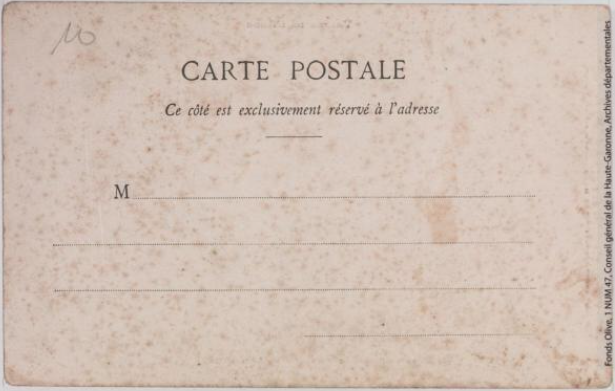 10
CARTE POSTALE
Ce côté est exclusivement réservé à l'adresse
M
Fonds Olive, 1 NUM 47, Conseil général de la Haute-Garonne, Archives départementales